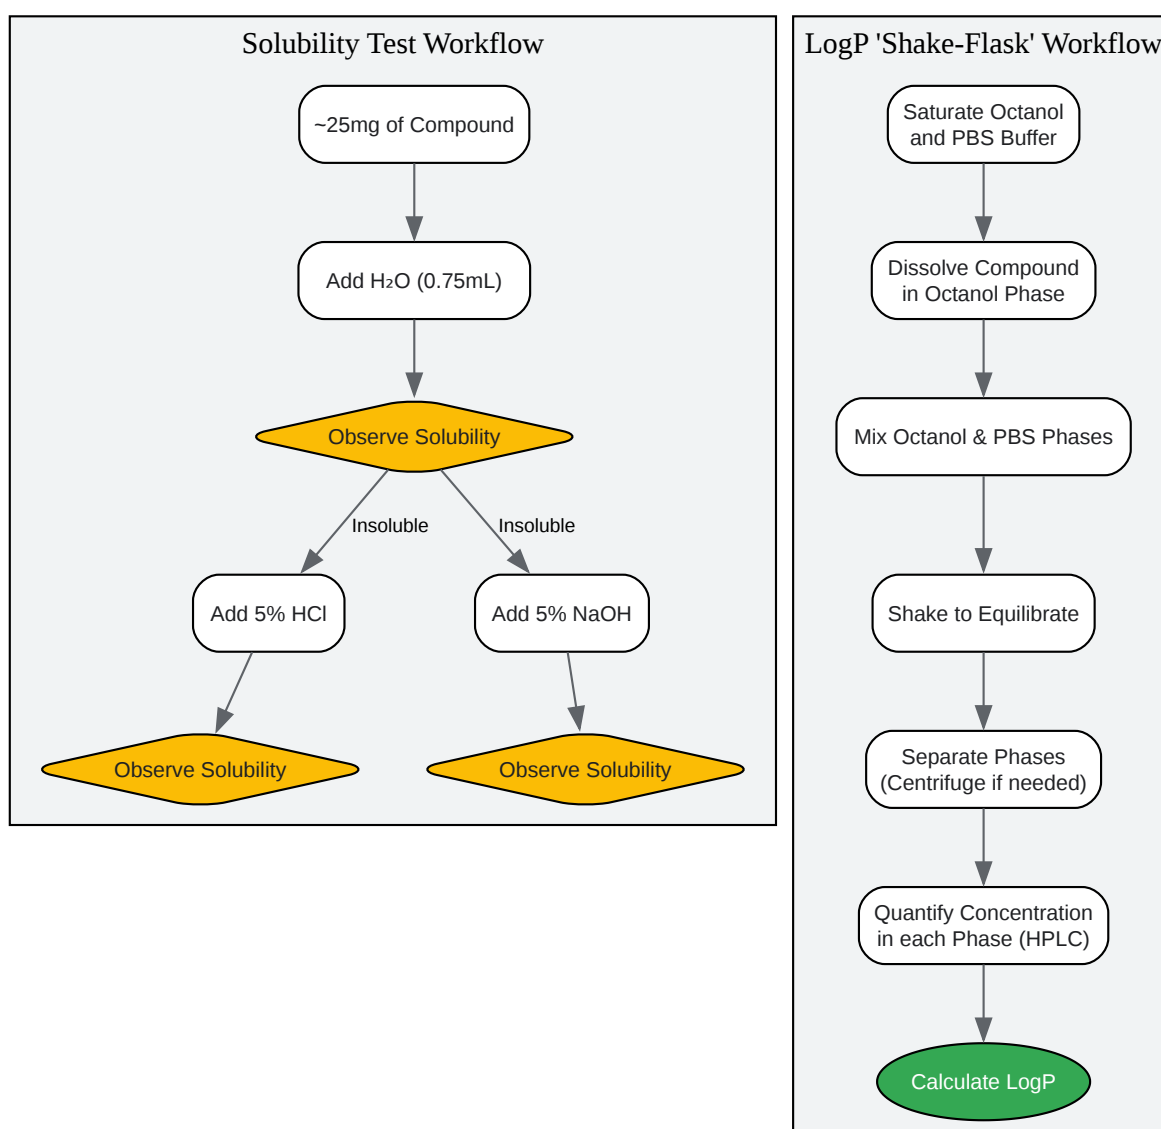 Solubility Test Workflow
~25mg of Compound
Add H₂O (0.75mL)
Observe Solubility
Insoluble
Insoluble
Add 5% HCl
Add 5% NaOH
Observe Solubility
Observe Solubility
LogP 'Shake-Flask' Workflow
Saturate Octanol
and PBS Buffer
Dissolve Compound
in Octanol Phase
Mix Octanol & PBS Phases
Shake to Equilibrate
Separate Phases
(Centrifuge if needed)
Quantify Concentration
in each Phase (HPLC)
Calculate LogP